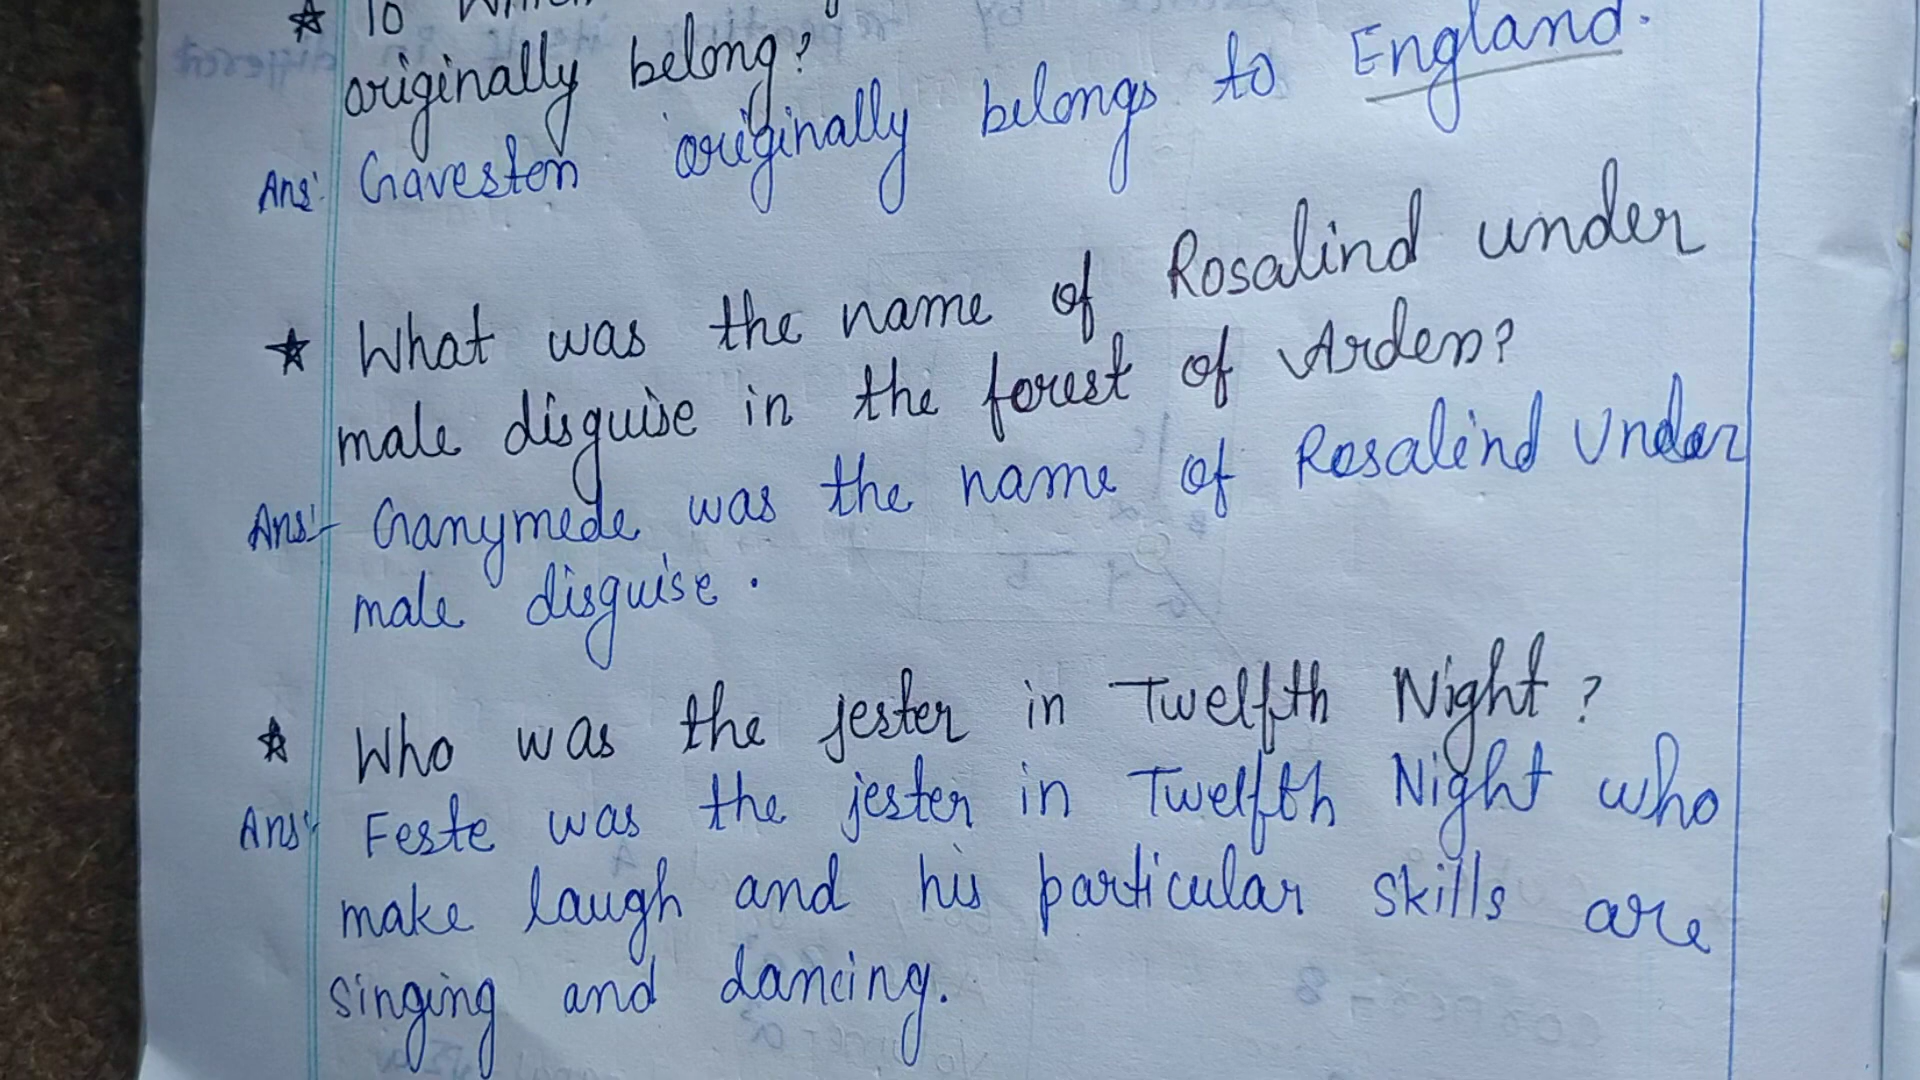 ☆ To Which
originally belong?
Ans:- Gaveston originally belongs to England.
☆ What was the name of Rosalind under
male disguise in the forest of Arden?
Ans:- Ganymede was the name of Rosalind Under
male disguise.
☆ Who was the jester in Twelfth Night?
Ans:- Feste was the jester in Twelfth Night who
make laugh and his particular skills are
singing and dancing.